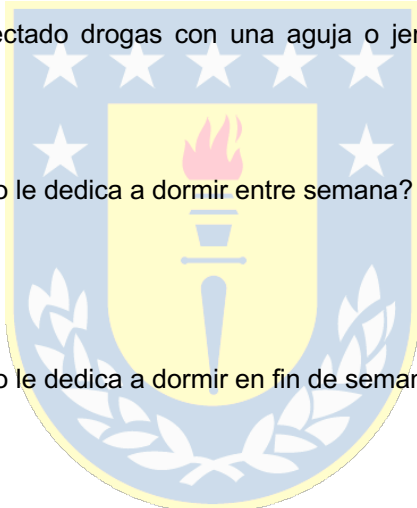 ectado drogas con una aguja o jer
o le dedica a dormir entre semana?
o le dedica a dormir en fin de seman